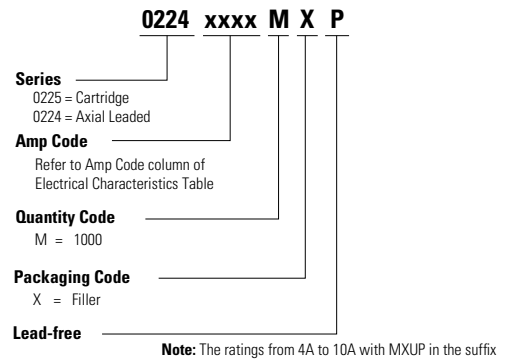 0224 xxxx M X P
Series
0225 = Cartridge
0224 = Axial Leaded
Amp Code
Refer to Amp Code column of
Electrical Characteristics Table
Quantity Code
M = 1000
Packaging Code
X = Filler
Lead-free
Note: The ratings from 4A to 10A with MXUP in the suffix